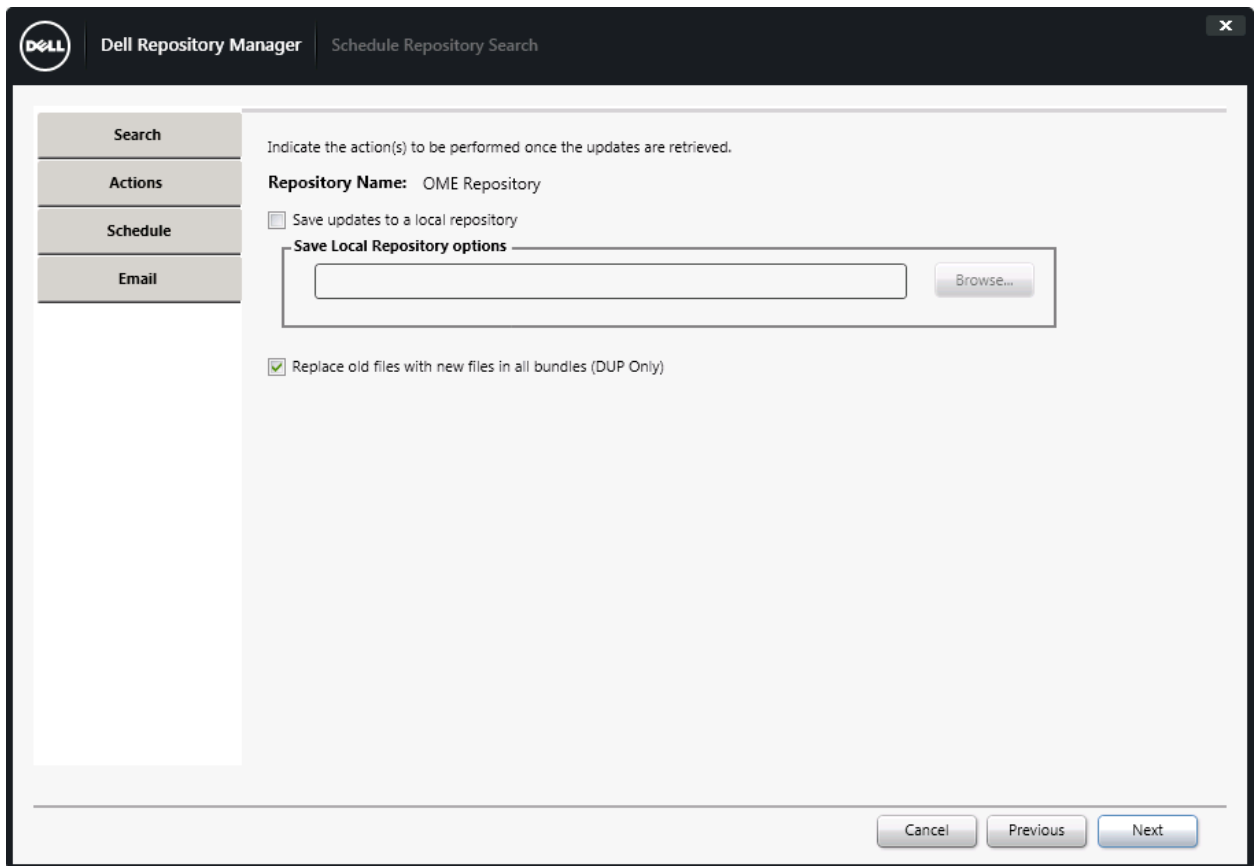 DELL
Dell Repository Manager
Schedule Repository Search
x
Search
Actions
Schedule
Email
Indicate the action(s) to be performed once the updates are retrieved.
Repository Name: OME Repository
Save updates to a local repository
Save Local Repository options
Browse...
Replace old files with new files in all bundles (DUP Only)
Cancel
Previous
Next